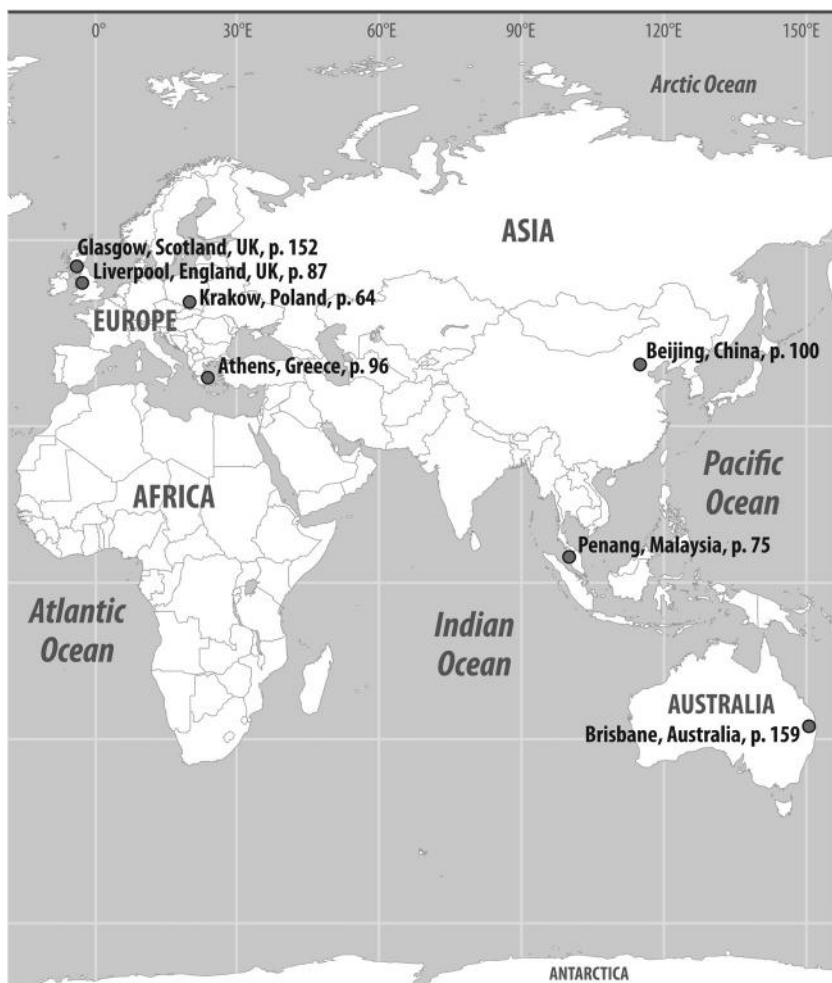 0° 30°E 60°E 90°E 120°E 150°E
Arctic Ocean
ASIA
Glasgow, Scotland, UK, p. 152
Liverpool, England, UK, p. 87
Krakow, Poland, p. 64
EUROPE
Beijing, China, p. 100
Athens, Greece, p. 96
Pacific
Ocean
AFRICA
Penang, Malaysia, p. 75
Atlantic
Ocean
Indian
Ocean
AUSTRALIA
Brisbane, Australia, p. 159
ANTARCTICA